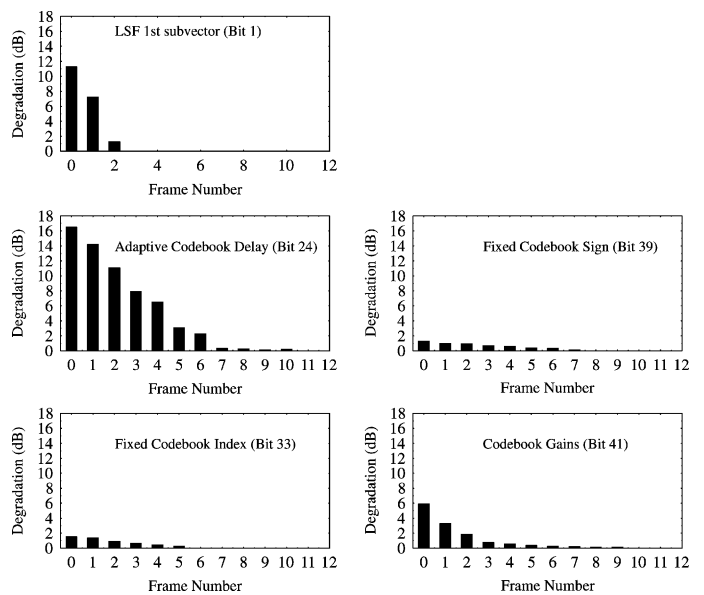 LSF 1st subvector (Bit 1)
Degradation (dB)
18
16
14
12
10
8
6
4
2
0
0 1 2 4 6 8 10 12
Frame Number
Adaptive Codebook Delay (Bit 24)
Degradation (dB)
18
16
14
12
10
8
6
4
2
0
0 1 2 3 4 5 6 7 8 9 10 11 12
Frame Number
Fixed Codebook Sign (Bit 39)
Degradation (dB)
18
16
14
12
10
8
6
4
2
0
0 1 2 3 4 5 6 7 8 9 10 11 12
Frame Number
Fixed Codebook Index (Bit 33)
Degradation (dB)
18
16
14
12
10
8
6
4
2
0
0 1 2 3 4 5 6 7 8 9 10 11 12
Frame Number
Codebook Gains (Bit 41)
Degradation (dB)
18
16
14
12
10
8
6
4
2
0
0 1 2 3 4 5 6 7 8 9 10 11 12
Frame Number